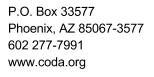 P.O. Box 33577
Phoenix, AZ 85067-3577
602 277-7991
www.coda.org